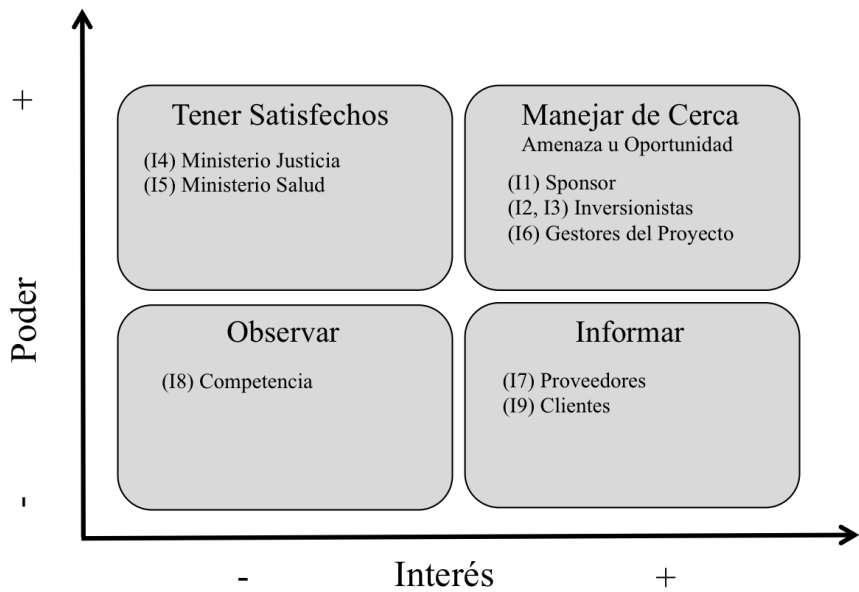 +
Tener Satisfechos
(I4) Ministerio Justicia
(I5) Ministerio Salud
Manejar de Cerca
Amenaza u Oportunidad
(I1) Sponsor
(I2, I3) Inversionistas
(I6) Gestores del Proyecto
Poder
Observar
(I8) Competencia
Informar
(I7) Proveedores
(I9) Clientes
-
- Interés +